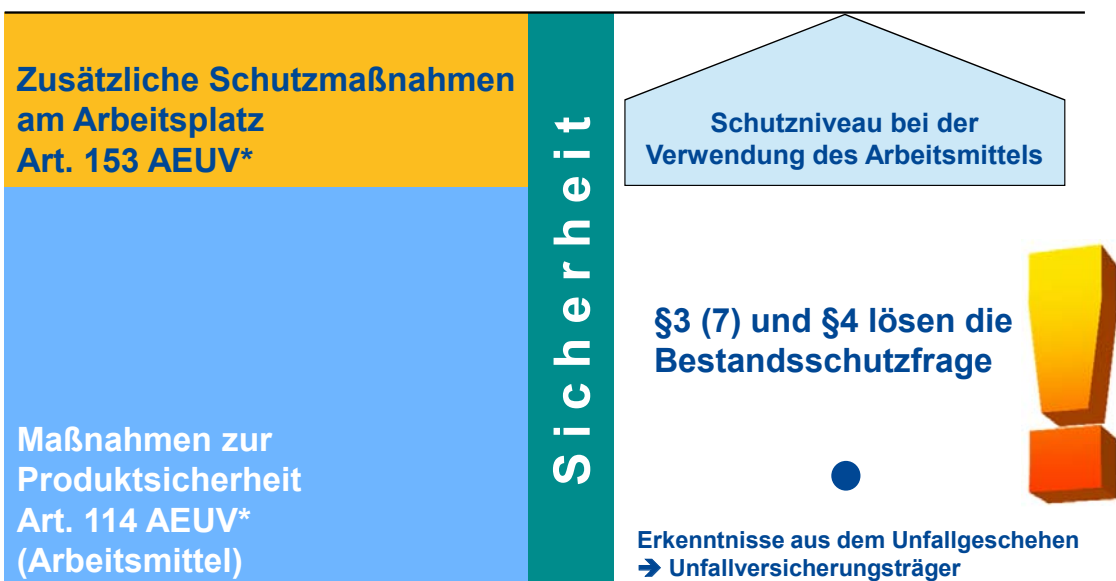 Zusätzliche Schutzmaßnahmen
am Arbeitsplatz
Art. 153 AEUV*
Maßnahmen zur
Produktsicherheit
Art. 114 AEUV*
(Arbeitsmittel)
Sicherheit
Schutzniveau bei der
Verwendung des Arbeitsmittels
§3 (7) und §4 lösen die
Bestandsschutzfrage
Erkenntnisse aus dem Unfallgeschehen
➔ Unfallversicherungsträger